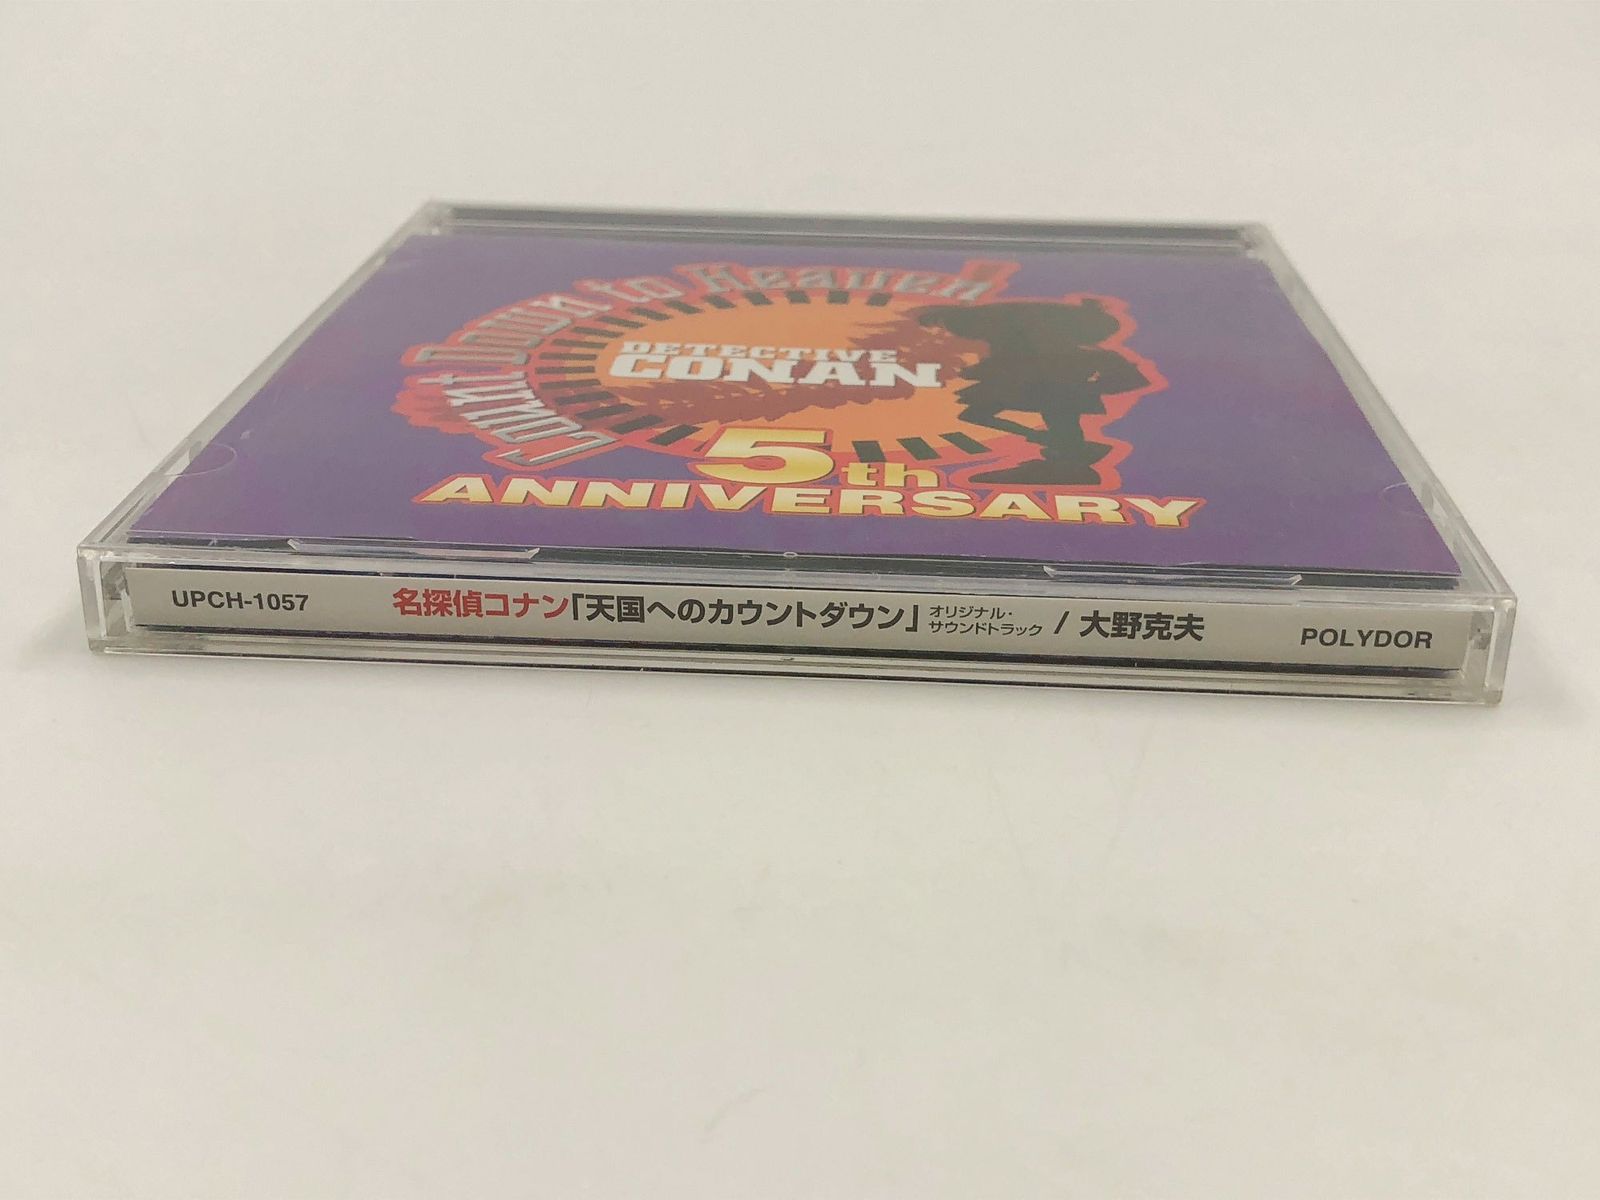 Count Down to Heaven
DETECTIVE
CONAN
5th
ANNIVERSARY
UPCH-1057 名探偵コナン「天国へのカウントダウン」 オリジナル・
サウンドトラック / 大野克夫 POLYDOR